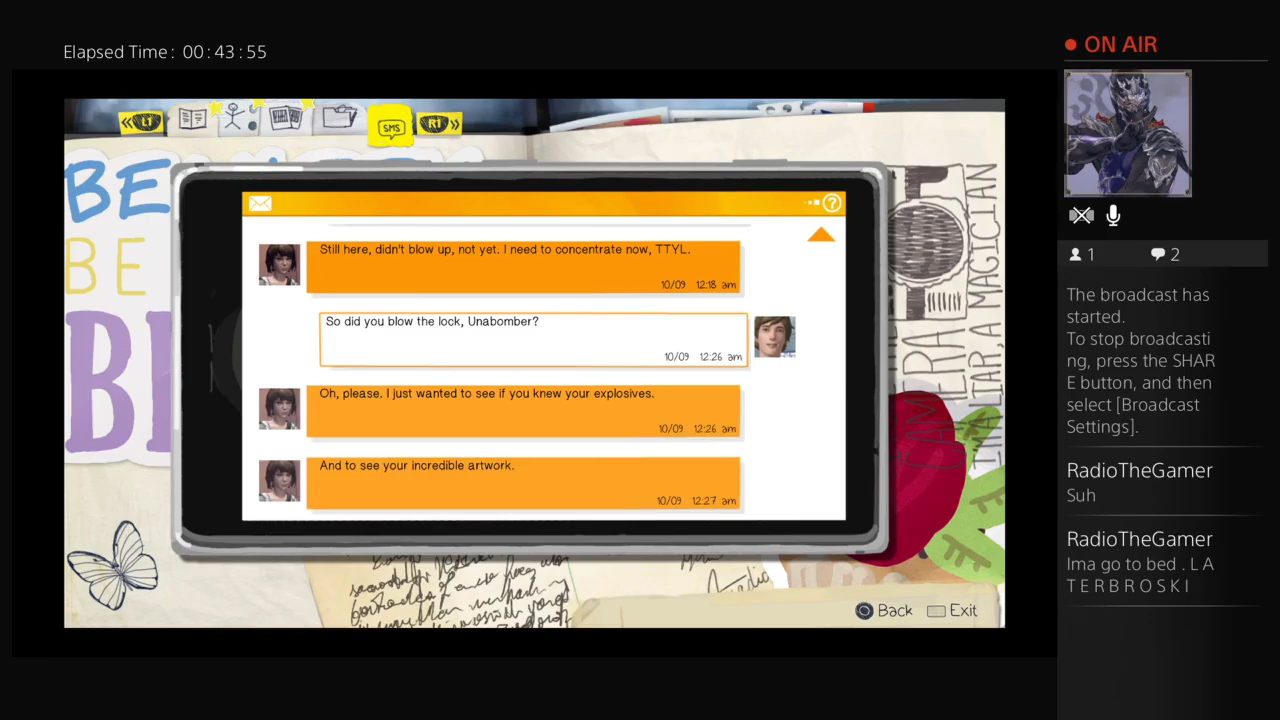 Elapsed Time: 00:43:55
ON AIR
L1
SMS
R1
BE
BE
BI
Still here, didn't blow up, not yet. I need to concentrate now, TTYL.
10/09 12:18 am
So did you blow the lock, Unabomber?
10/09 12:26 am
Oh, please. I just wanted to see if you knew your explosives.
10/09 12:26 am
And to see your incredible artwork.
10/09 12:27 am
?
Back
Exit
1
2
The broadcast has
started.
To stop broadcasti
ng, press the SHAR
E button, and then
select [Broadcast
Settings].
RadioTheGamer
Suh
RadioTheGamer
Ima go to bed . L A
T E R B R O S K I